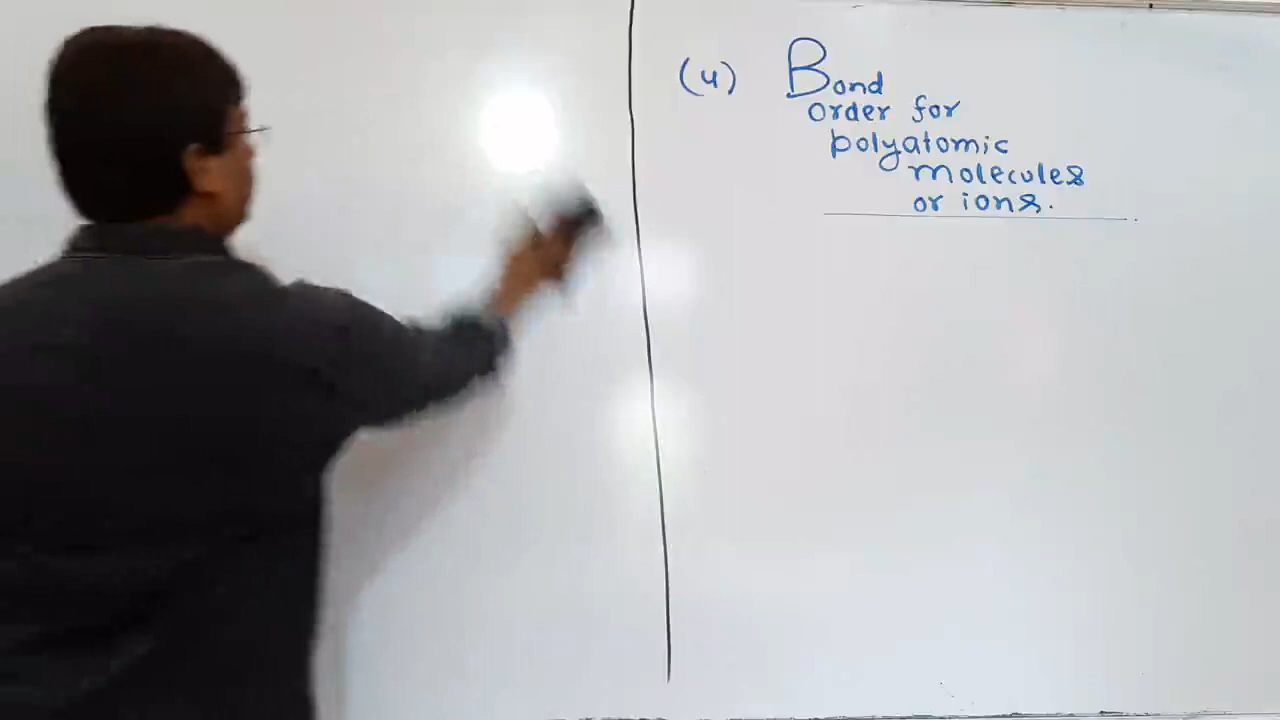 (4) Bond
order for
polyatomic
molecules
or ions.